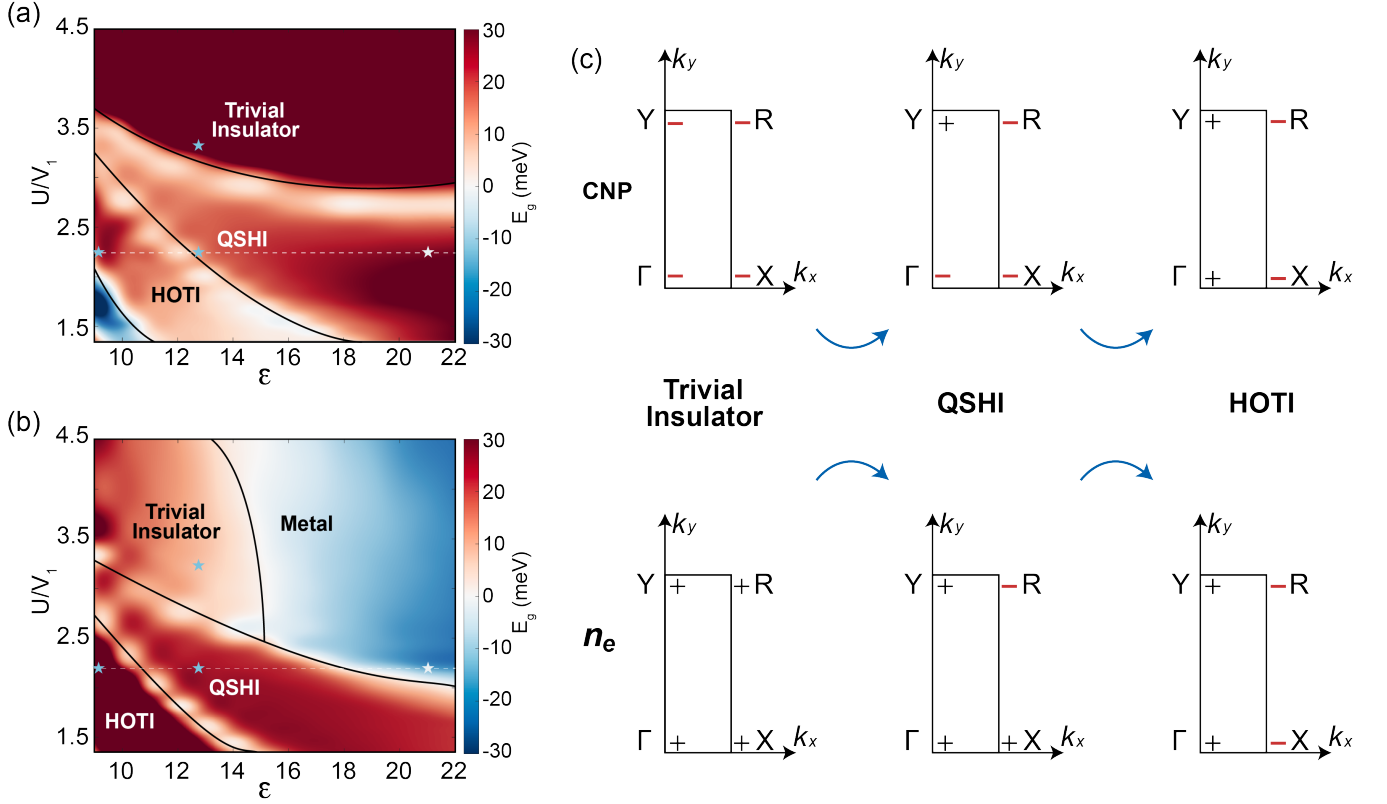 (a)
4.5
3.5
2.5
1.5
U/V1
10 12 14 16 18 20 22
ε
Trivial
Insulator
QSHI
HOTI
30
20
10
0
-10
-20
-30
Eg (meV)
(b)
4.5
3.5
2.5
1.5
U/V1
10 12 14 16 18 20 22
ε
Trivial
Insulator
Metal
QSHI
HOTI
30
20
10
0
-10
-20
-30
Eg (meV)
(c)
CNP
ky
Y − − R
Γ − − X kx
ky
Y + − R
Γ − − X kx
ky
Y + − R
Γ + − X kx
Trivial
Insulator
QSHI
HOTI
ne
ky
Y + + R
Γ + + X kx
ky
Y + − R
Γ + + X kx
ky
Y + − R
Γ + − X kx